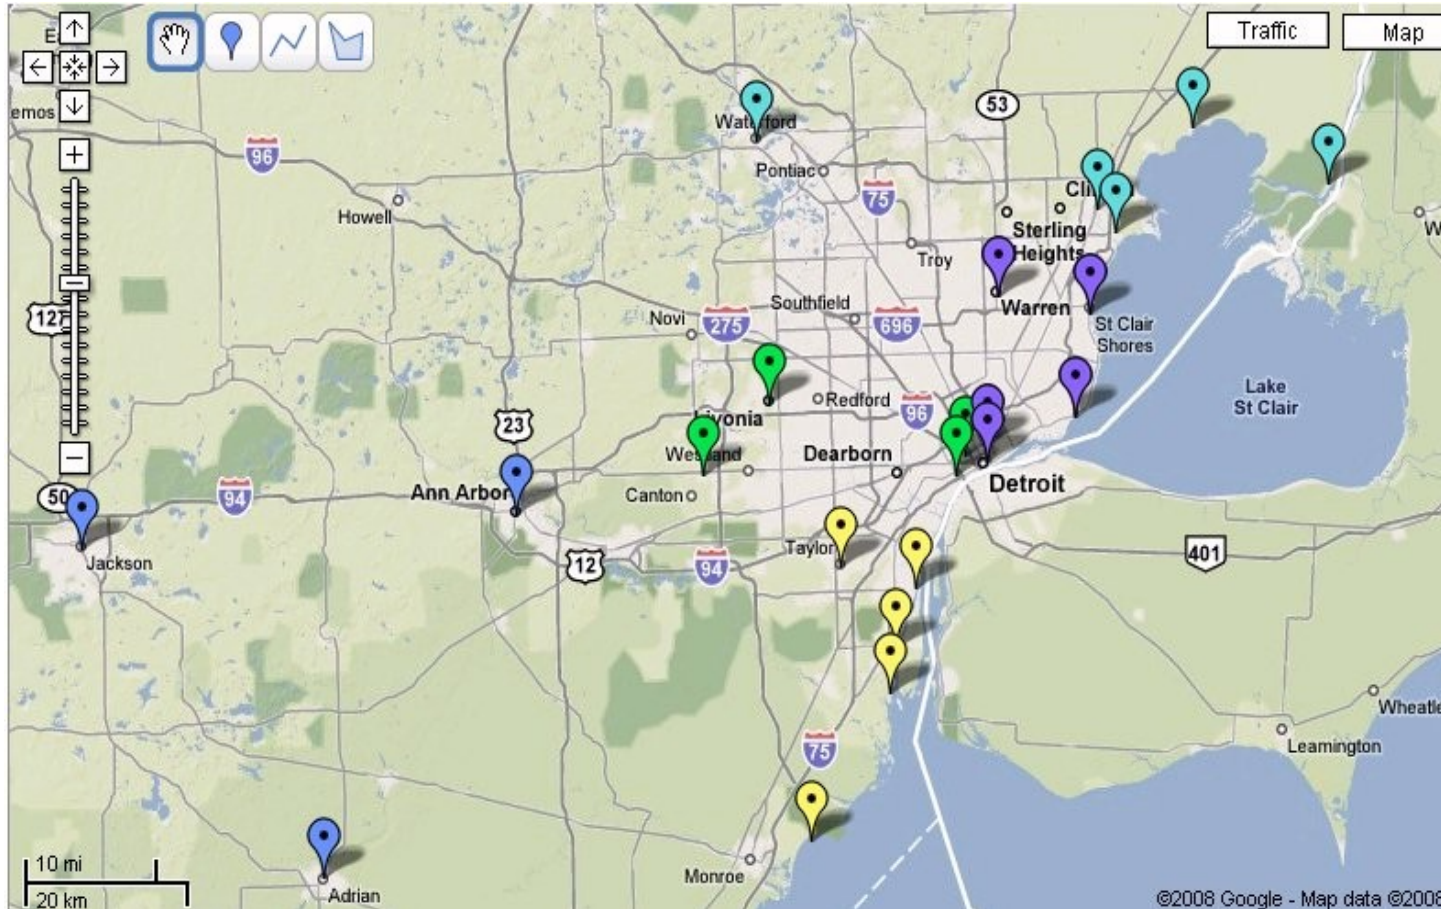 Traffic
Map
emos
53
Waterford
96
Pontiac
75
Howell
Sterling
Heights
Troy
127
Southfield
Warren
Novi
275
696
St Clair
Shores
Lake
St Clair
Redford
96
Livonia
23
Westland
Dearborn
50
94
Ann Arbor
Canton
Detroit
Jackson
Taylor
401
12
94
75
Wheatle
Leamington
10 mi
20 km
Monroe
Adrian
©2008 Google - Map data ©2008